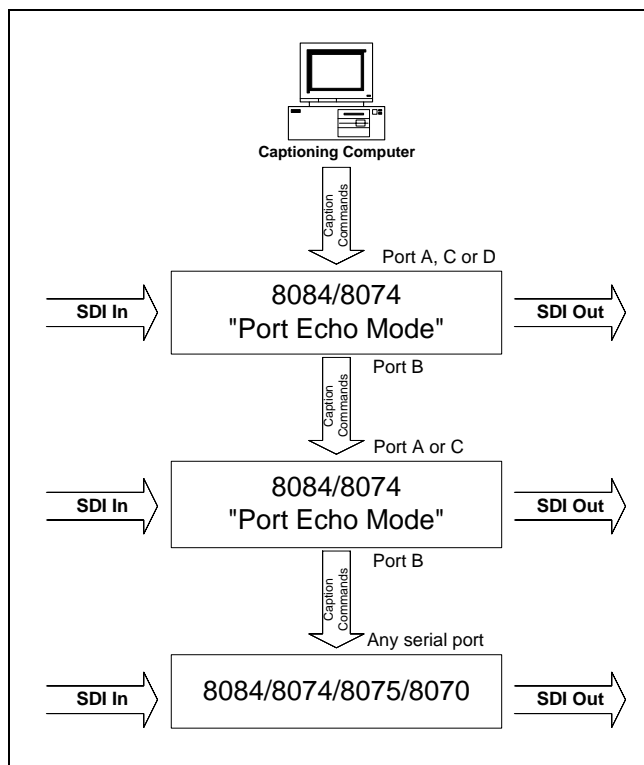 Captioning Computer
Caption
Commands
Port A, C or D
8084/8074
"Port Echo Mode"
SDI In
SDI Out
Port B
Caption
Commands
Port A or C
8084/8074
"Port Echo Mode"
SDI In
SDI Out
Port B
Caption
Commands
Any serial port
8084/8074/8075/8070
SDI In
SDI Out